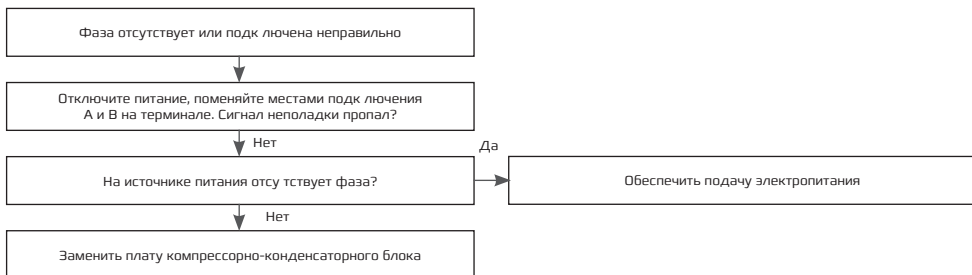 Фаза отсутствует или подк лючена неправильно
Отключите питание, поменяйте местами подк лючения
А и В на терминале. Сигнал неполадки пропал?
Нет
Да
На источнике питания отсу тствует фаза?
Обеспечить подачу электропитания
Нет
Заменить плату компрессорно-конденсаторного блока